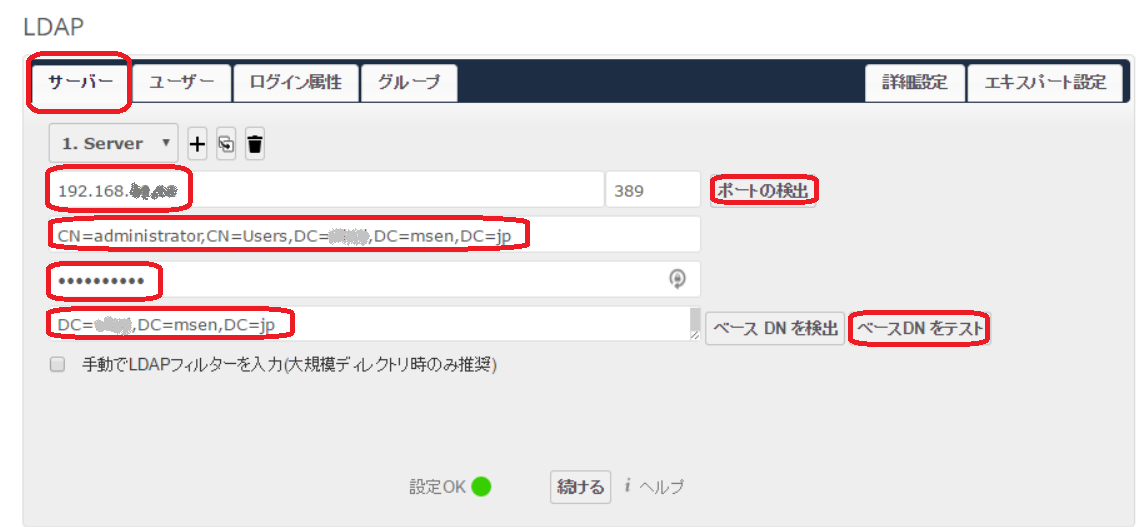 LDAP
サーバー ユーザー ログイン属性 グループ 詳細設定 エキスパート設定
1. Server
192.168. 389 ポートの検出
CN=administrator,CN=Users,DC= ,DC=msen,DC=jp
••••••••••
DC= ,DC=msen,DC=jp ベース DN を検出 ベースDN をテスト
手動でLDAPフィルターを入力(大規模ディレクトリ時のみ推奨)
設定OK 続ける i ヘルプ